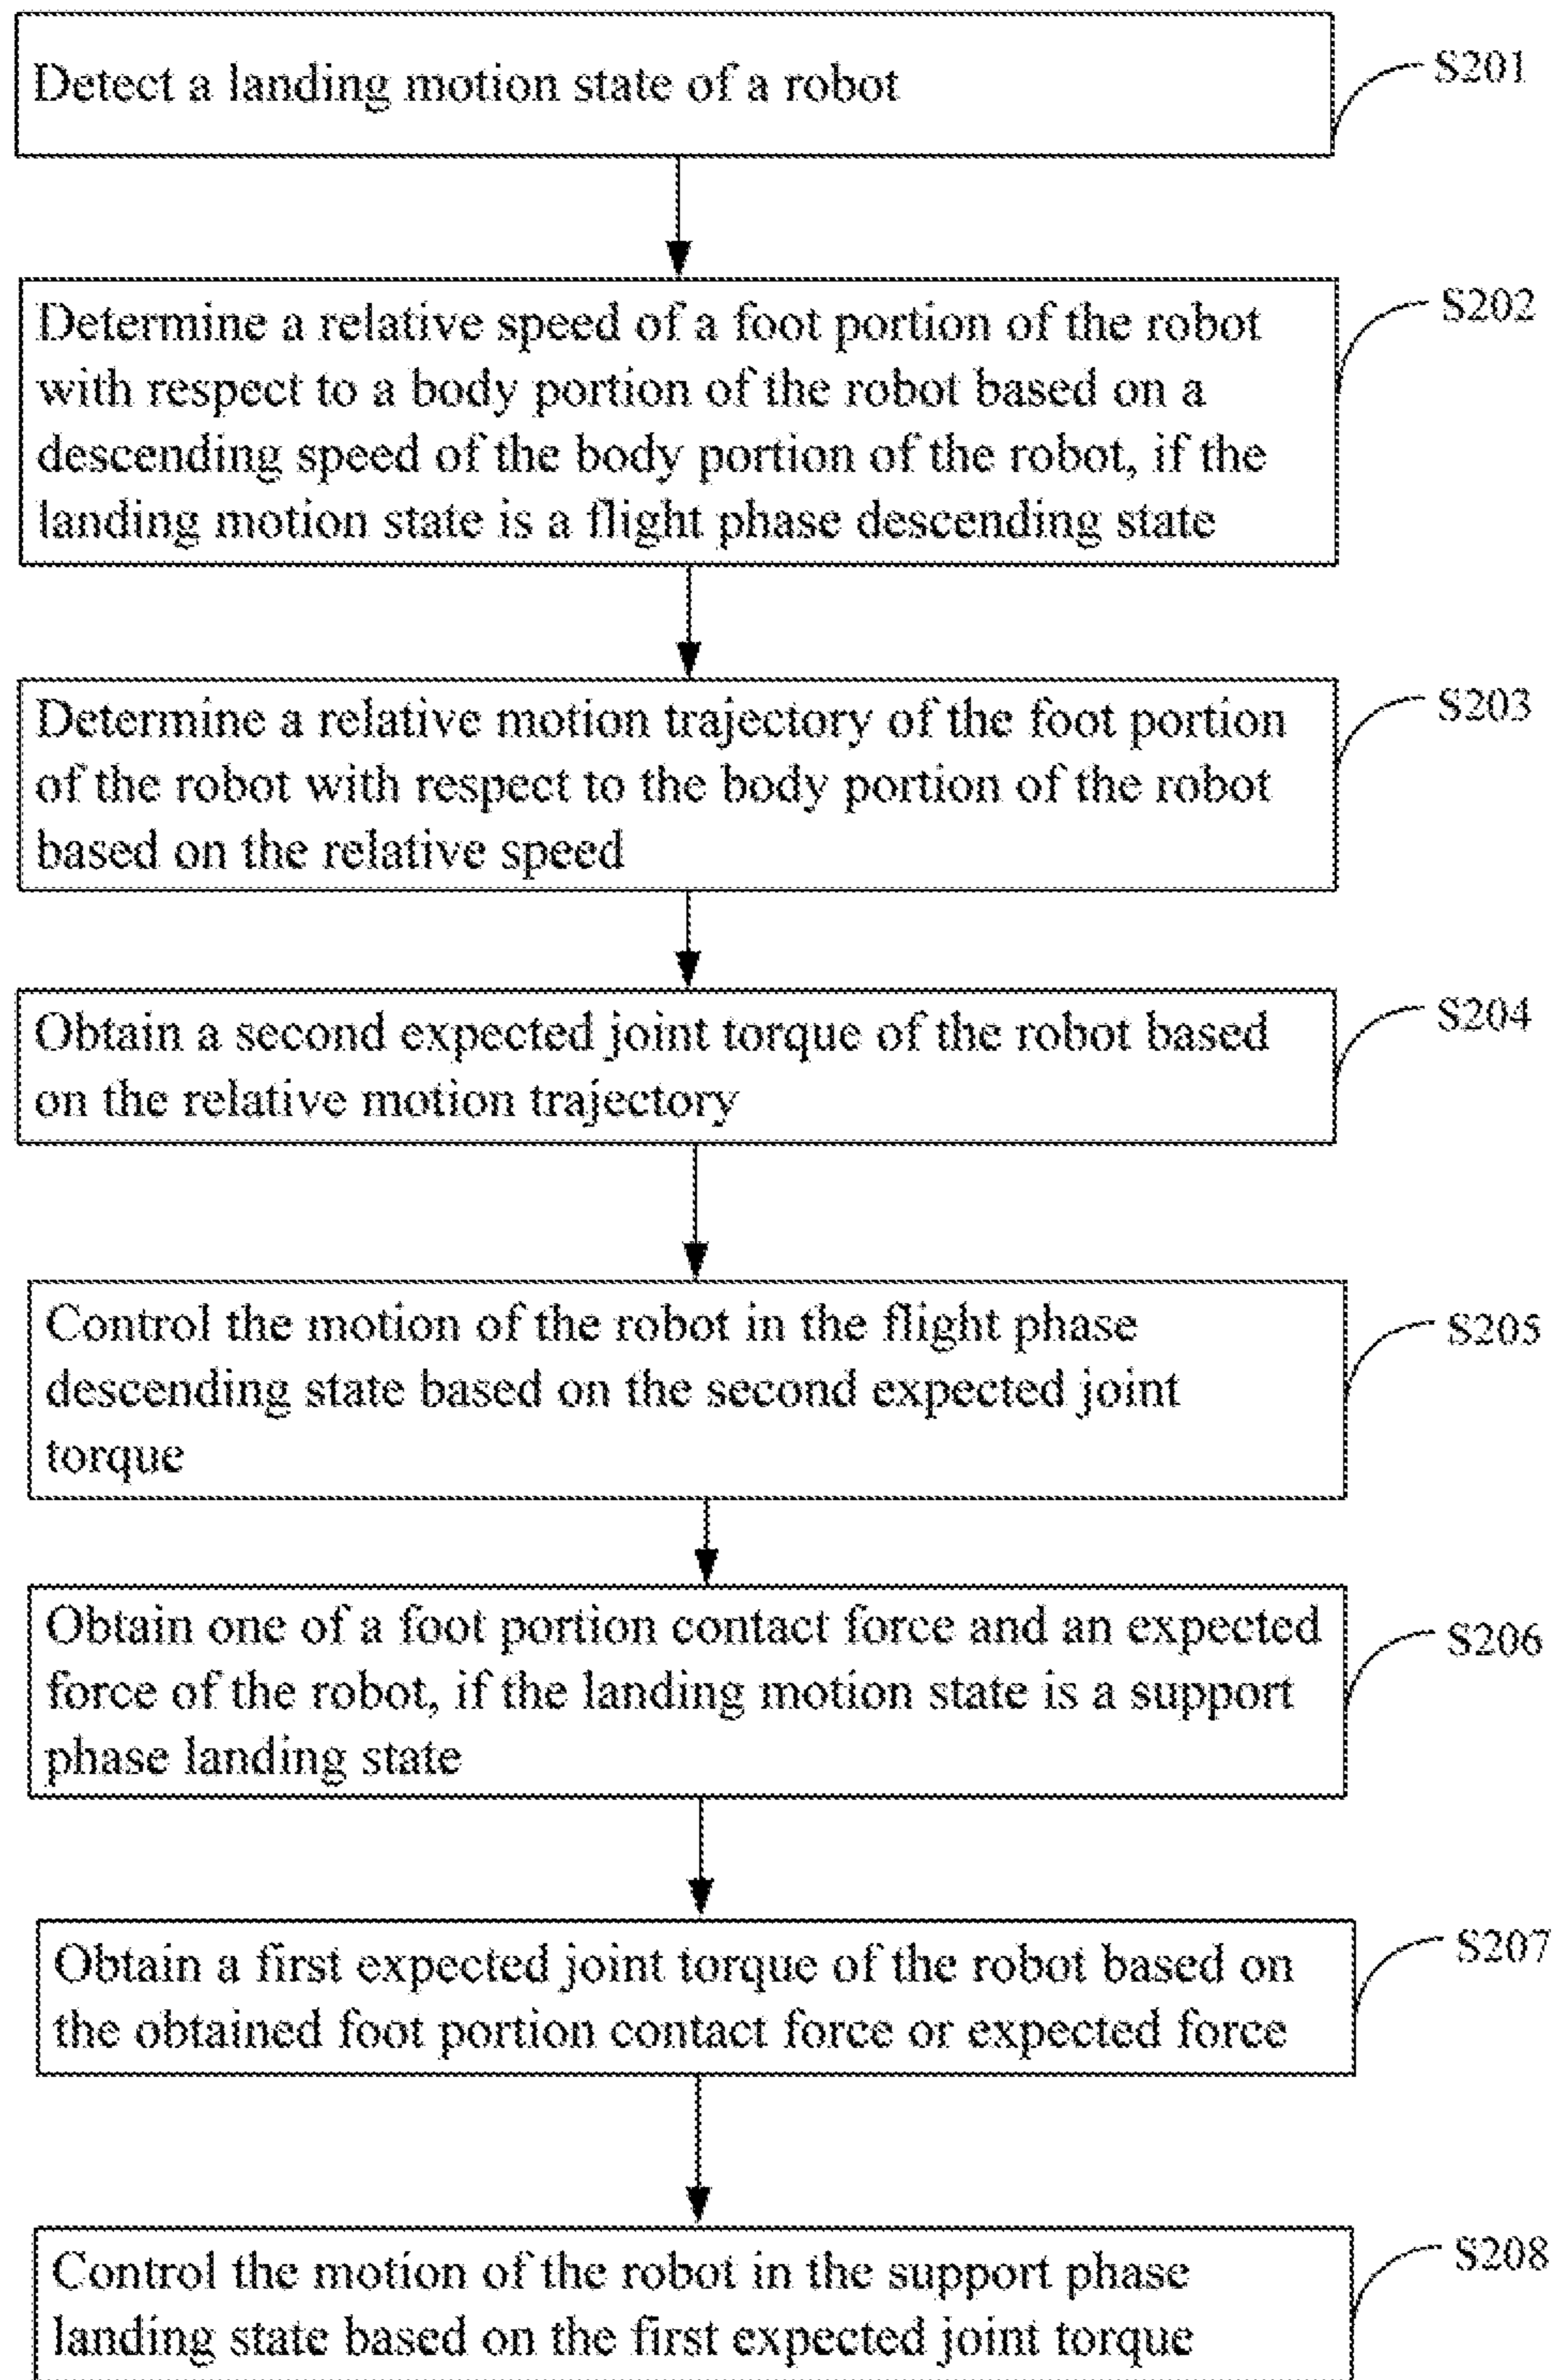 Detect a landing motion state of a robot
S201
Determine a relative speed of a foot portion of the robot
with respect to a body portion of the robot based on a
descending speed of the body portion of the robot, if the
landing motion state is a flight phase descending state
S202
Determine a relative motion trajectory of the foot portion
of the robot with respect to the body portion of the robot
based on the relative speed
S203
Obtain a second expected joint torque of the robot based
on the relative motion trajectory
S204
Control the motion of the robot in the flight phase
descending state based on the second expected joint
torque
S205
Obtain one of a foot portion contact force and an expected
force of the robot, if the landing motion state is a support
phase landing state
S206
Obtain a first expected joint torque of the robot based on
the obtained foot portion contact force or expected force
S207
Control the motion of the robot in the support phase
landing state based on the first expected joint torque
S208